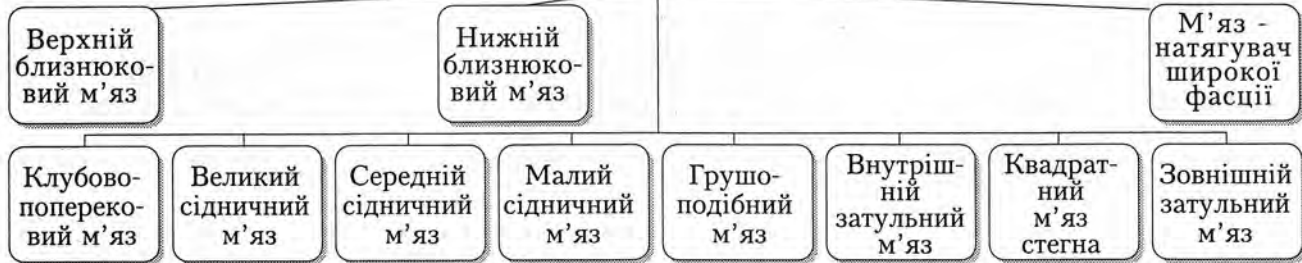 Верхній
близнюко-
вий м’яз
Нижній
близнюко-
вий м’яз
М’яз -
натягувач
широкої
фасції
Клубово-
попереко-
вий м’яз
Великий
сідничний
м’яз
Середній
сідничний
м’яз
Малий
сідничний
м’яз
Грушо-
подібний
м’яз
Внутріш-
ній
затульний
м’яз
Квадрат-
ний
м’яз
стегна
Зовнішній
затульний
м’яз